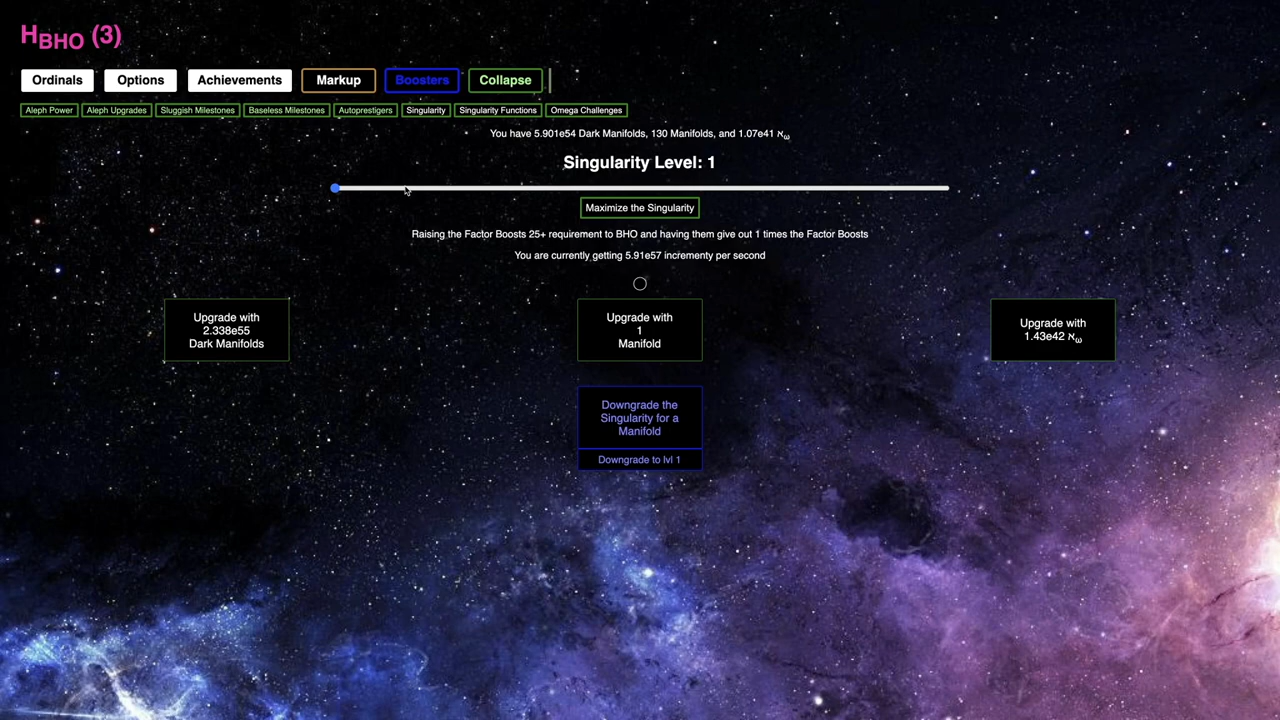 H_BHO (3)
Ordinals Options Achievements Markup Boosters Collapse
Aleph Power Aleph Upgrades Sluggish Milestones Baseless Milestones Autoprestigers Singularity Singularity Functions Omega Challenges
You have 5.901e54 Dark Manifolds, 130 Manifolds, and 1.07e41 ℵω
Singularity Level: 1
Maximize the Singularity
Raising the Factor Boosts 25+ requirement to BHO and having them give out 1 times the Factor Boosts
You are currently getting 5.91e57 incrementy per second
Upgrade with
2.338e55
Dark Manifolds
Upgrade with
1
Manifold
Upgrade with
1.43e42 ℵω
Downgrade the
Singularity for a
Manifold
Downgrade to lvl 1